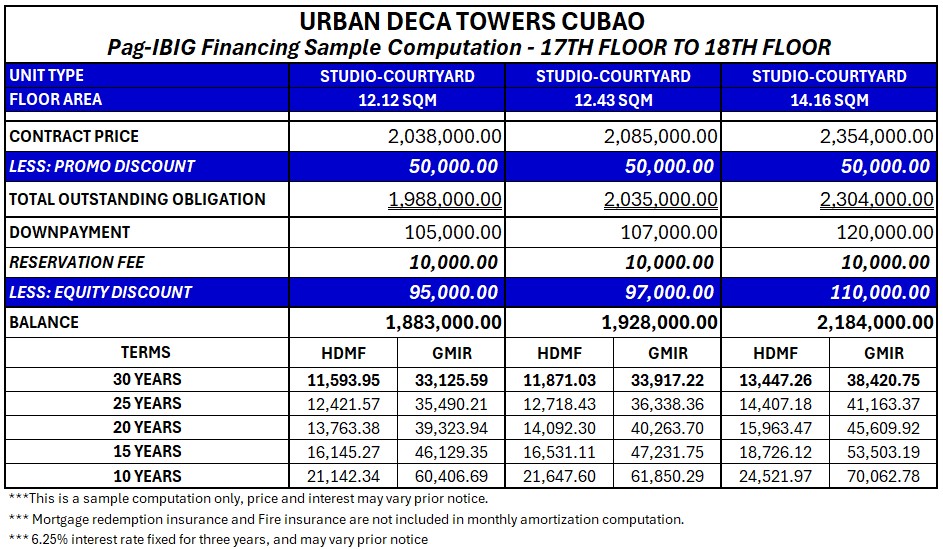 URBAN DECA TOWERS CUBAO
Pag-IBIG Financing Sample Computation - 17TH FLOOR TO 18TH FLOOR
UNIT TYPE STUDIO-COURTYARD STUDIO-COURTYARD STUDIO-COURTYARD
FLOOR AREA 12.12 SQM 12.43 SQM 14.16 SQM
CONTRACT PRICE 2,038,000.00 2,085,000.00 2,354,000.00
LESS: PROMO DISCOUNT 50,000.00 50,000.00 50,000.00
TOTAL OUTSTANDING OBLIGATION 1,988,000.00 2,035,000.00 2,304,000.00
DOWNPAYMENT 105,000.00 107,000.00 120,000.00
RESERVATION FEE 10,000.00 10,000.00 10,000.00
LESS: EQUITY DISCOUNT 95,000.00 97,000.00 110,000.00
BALANCE 1,883,000.00 1,928,000.00 2,184,000.00
TERMS HDMF GMIR HDMF GMIR HDMF GMIR
30 YEARS 11,593.95 33,125.59 11,871.03 33,917.22 13,447.26 38,420.75
25 YEARS 12,421.57 35,490.21 12,718.43 36,338.36 14,407.18 41,163.37
20 YEARS 13,763.38 39,323.94 14,092.30 40,263.70 15,963.47 45,609.92
15 YEARS 16,145.27 46,129.35 16,531.11 47,231.75 18,726.12 53,503.19
10 YEARS 21,142.34 60,406.69 21,647.60 61,850.29 24,521.97 70,062.78
***This is a sample computation only, price and interest may vary prior notice.
*** Mortgage redemption insurance and Fire insurance are not included in monthly amortization computation.
*** 6.25% interest rate fixed for three years, and may vary prior notice